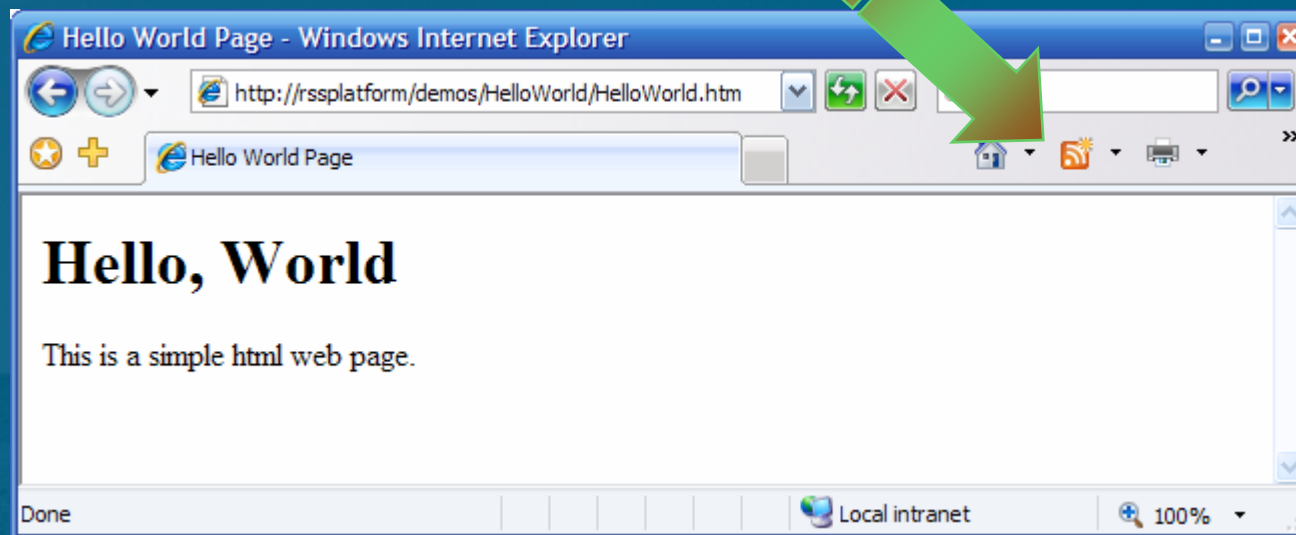 Hello World Page - Windows Internet Explorer
http://rssplatform/demos/HelloWorld/HelloWorld.htm
Hello World Page
Hello, World
This is a simple html web page.
Done
Local intranet
100%